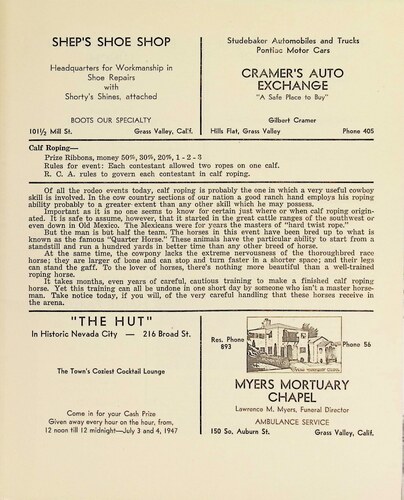 SHEP'S SHOE SHOP
Headquarters for Workmanship in
Shoe Repairs
with
Shorty's Shines, attached
BOOTS OUR SPECIALTY
101½ Mill St. Grass Valley, Calif.
Studebaker Automobiles and Trucks
Pontiac Motor Cars
CRAMER'S AUTO
EXCHANGE
"A Safe Place to Buy"
Gilbert Cramer
Hills Flat, Grass Valley Phone 405
Calf Roping—
Prize Ribbons, money 50%, 30%, 20%, 1 - 2 - 3
Rules for event: Each contestant allowed two ropes on one calf.
R. C. A. rules to govern each contestant in calf roping.
Of all the rodeo events today, calf roping is probably the one in which a very useful cowboy
skill is involved. In the cow country sections of our nation a good ranch hand employs his roping
ability probably to a greater extent than any other skill which he may possess.
Important as it is no one seems to know for certain just where or when calf roping origin-
ated. It is safe to assume, however, that it started in the great cattle ranges of the southwest or
even down in Old Mexico. The Mexicans were for years the masters of "hard twist rope."
But the man is but half the team. The horses in this event have been bred up to what is
known as the famous "Quarter Horse." These animals have the particular ability to start from a
standstill and run a hundred yards in better time than any other breed of horse.
At the same time, the cowpony lacks the extreme nervousness of the thoroughbred race
horse; they are larger of bone and can stop and turn faster in a shorter space; and their legs
can stand the gaff. To the lover of horses, there's nothing more beautiful than a well-trained
roping horse.
It takes months, even years of careful, cautious training to make a finished calf roping
horse. Yet this training can all be undone in one short day by someone who isn't a master horse-
man. Take notice today, if you will, of the very careful handling that these horses receive in
the arena.
"THE HUT"
In Historic Nevada City — 216 Broad St.
The Town's Coziest Cocktail Lounge
Come in for your Cash Prize
Given away every hour on the hour, from,
12 noon till 12 midnight—July 3 and 4, 1947
Res. Phone
893
Phone 56
MYERS MORTUARY
CHAPEL
Lawrence M. Myers, Funeral Director
AMBULANCE SERVICE
150 So. Auburn St. Grass Valley, Calif.